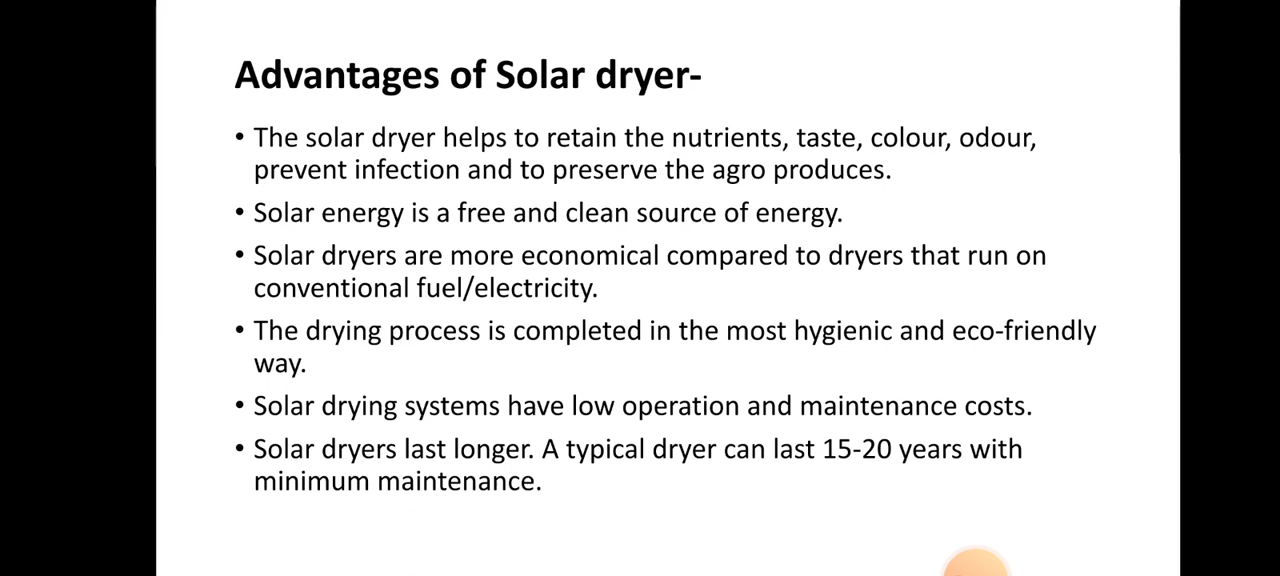 Advantages of Solar dryer-
• The solar dryer helps to retain the nutrients, taste, colour, odour,
prevent infection and to preserve the agro produces.
• Solar energy is a free and clean source of energy.
• Solar dryers are more economical compared to dryers that run on
conventional fuel/electricity.
• The drying process is completed in the most hygienic and eco-friendly
way.
• Solar drying systems have low operation and maintenance costs.
• Solar dryers last longer. A typical dryer can last 15-20 years with
minimum maintenance.